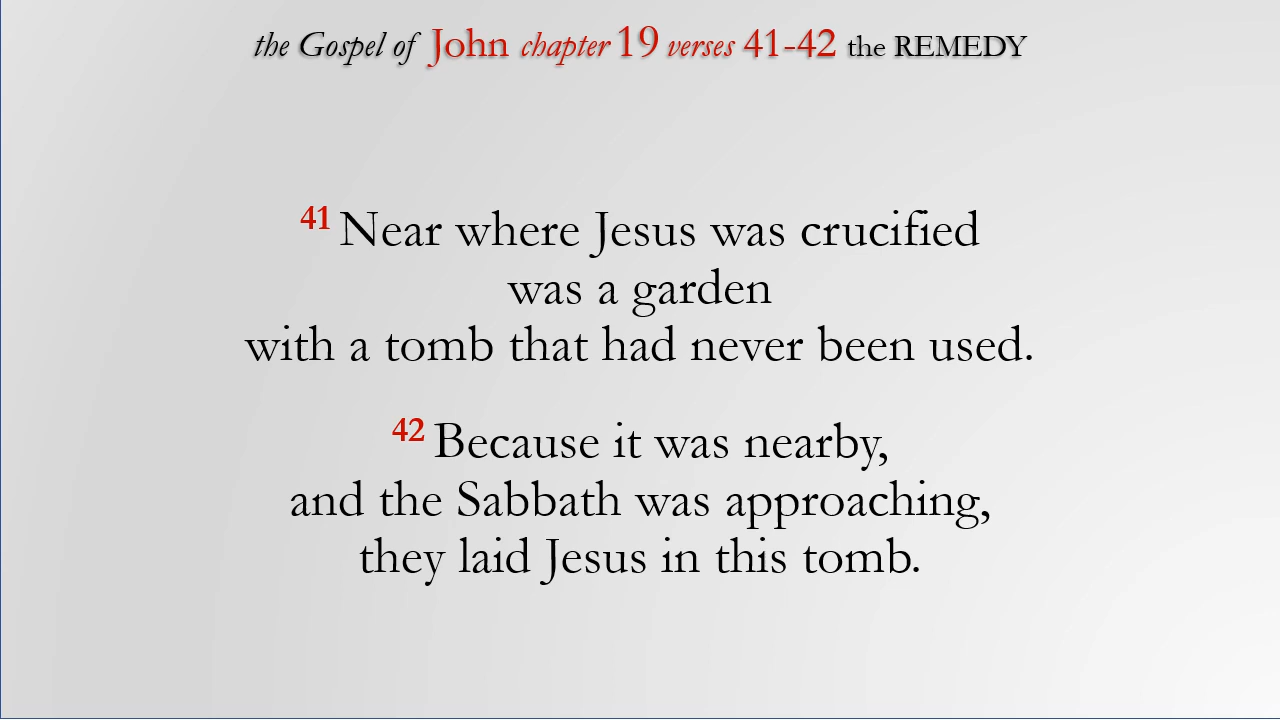 the Gospel of John chapter 19 verses 41-42 the REMEDY
41 Near where Jesus was crucified
was a garden
with a tomb that had never been used.
42 Because it was nearby,
and the Sabbath was approaching,
they laid Jesus in this tomb.